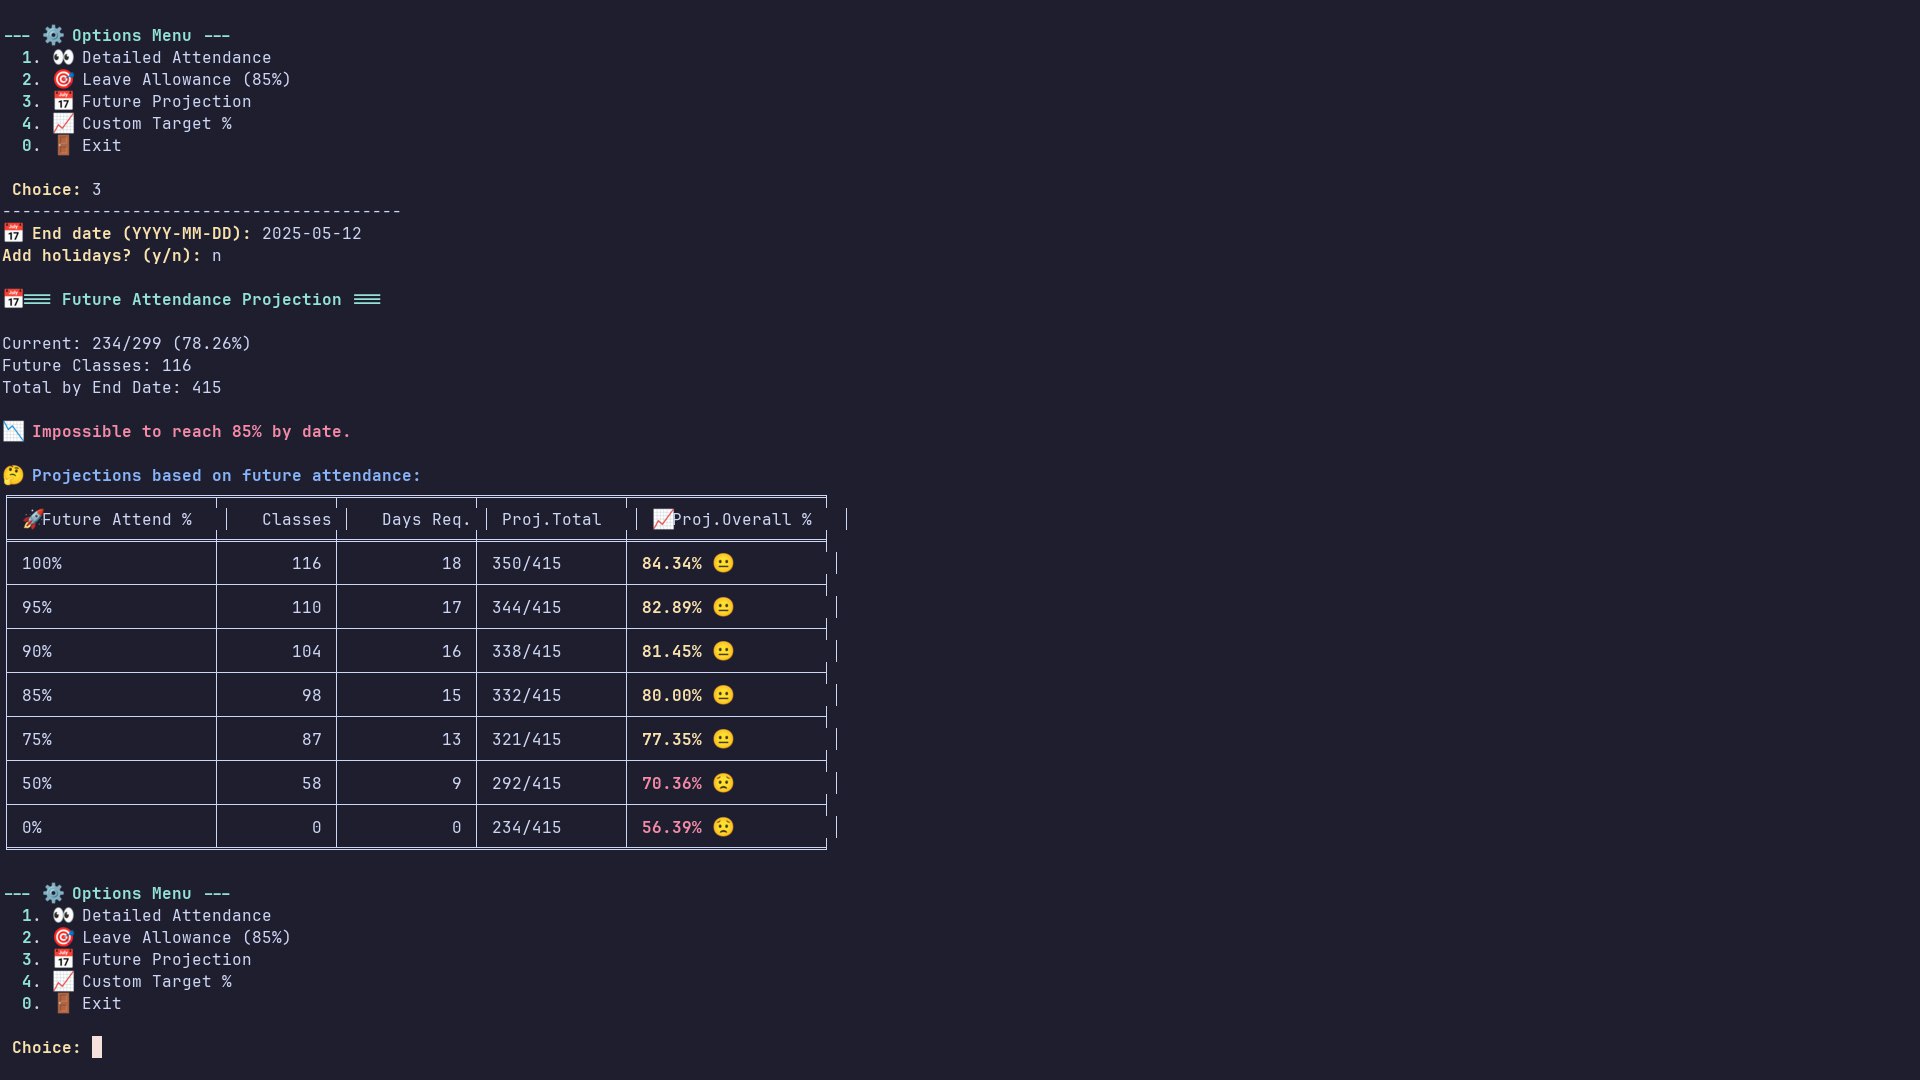 --- ⚙️ Options Menu ---
1. 👀 Detailed Attendance
2. 🎯 Leave Allowance (85%)
3. 📅 Future Projection
4. 📈 Custom Target %
0. 🚪 Exit
Choice: 3
----------------------------------------
📅 End date (YYYY-MM-DD): 2025-05-12
Add holidays? (y/n): n
📅=== Future Attendance Projection ===
Current: 234/299 (78.26%)
Future Classes: 116
Total by End Date: 415
📉 Impossible to reach 85% by date.
🤔 Projections based on future attendance:
🚀Future Attend % │ Classes │ Days Req. │ Proj.Total │ 📈Proj.Overall % │
100% │ 116 │ 18 │ 350/415 │ 84.34% 😐 │
95% │ 110 │ 17 │ 344/415 │ 82.89% 😐 │
90% │ 104 │ 16 │ 338/415 │ 81.45% 😐 │
85% │ 98 │ 15 │ 332/415 │ 80.00% 😐 │
75% │ 87 │ 13 │ 321/415 │ 77.35% 😐 │
50% │ 58 │ 9 │ 292/415 │ 70.36% 😟 │
0% │ 0 │ 0 │ 234/415 │ 56.39% 😟 │
--- ⚙️ Options Menu ---
1. 👀 Detailed Attendance
2. 🎯 Leave Allowance (85%)
3. 📅 Future Projection
4. 📈 Custom Target %
0. 🚪 Exit
Choice: